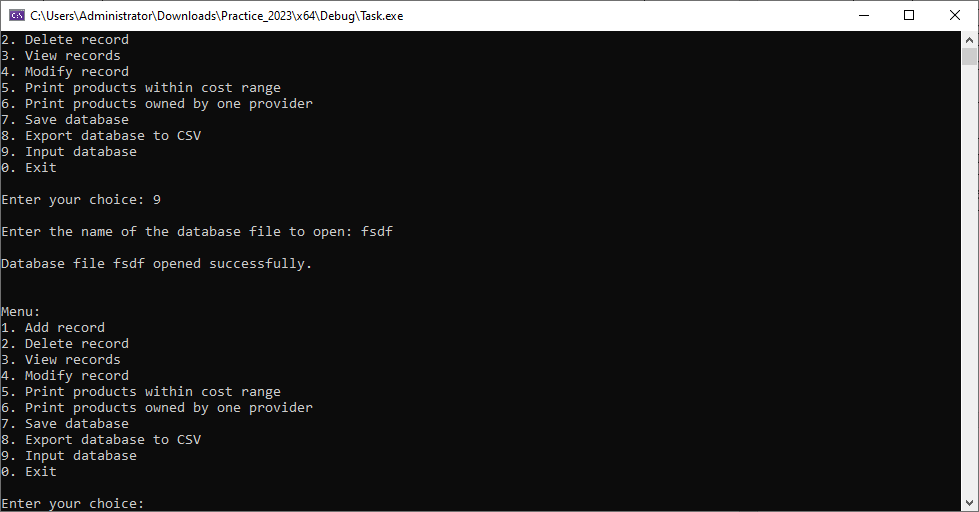 C:\Users\Administrator\Downloads\Practice_2023\x64\Debug\Task.exe
2. Delete record
3. View records
4. Modify record
5. Print products within cost range
6. Print products owned by one provider
7. Save database
8. Export database to CSV
9. Input database
0. Exit
Enter your choice: 9
Enter the name of the database file to open: fsdf
Database file fsdf opened successfully.
Menu:
1. Add record
2. Delete record
3. View records
4. Modify record
5. Print products within cost range
6. Print products owned by one provider
7. Save database
8. Export database to CSV
9. Input database
0. Exit
Enter your choice: